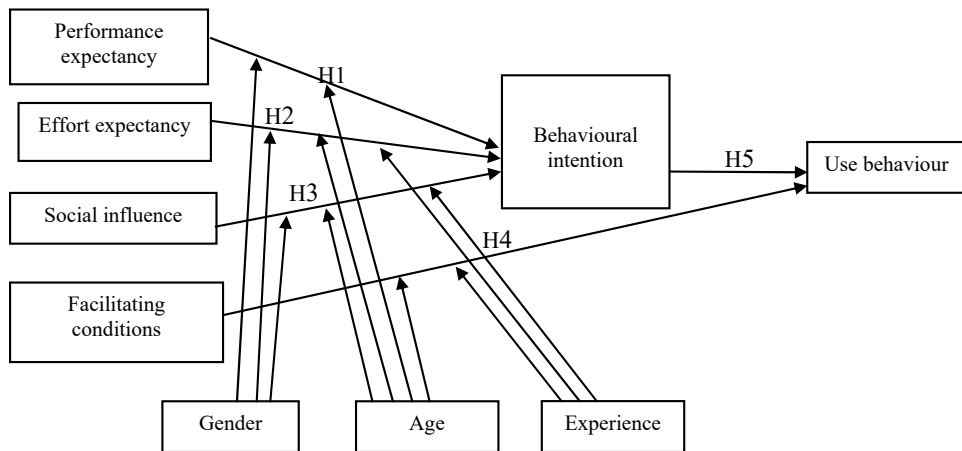 Performance
expectancy
H1
Effort expectancy
H2
Behavioural
intention
H5
Use behaviour
Social influence
H3
H4
Facilitating
conditions
Gender
Age
Experience